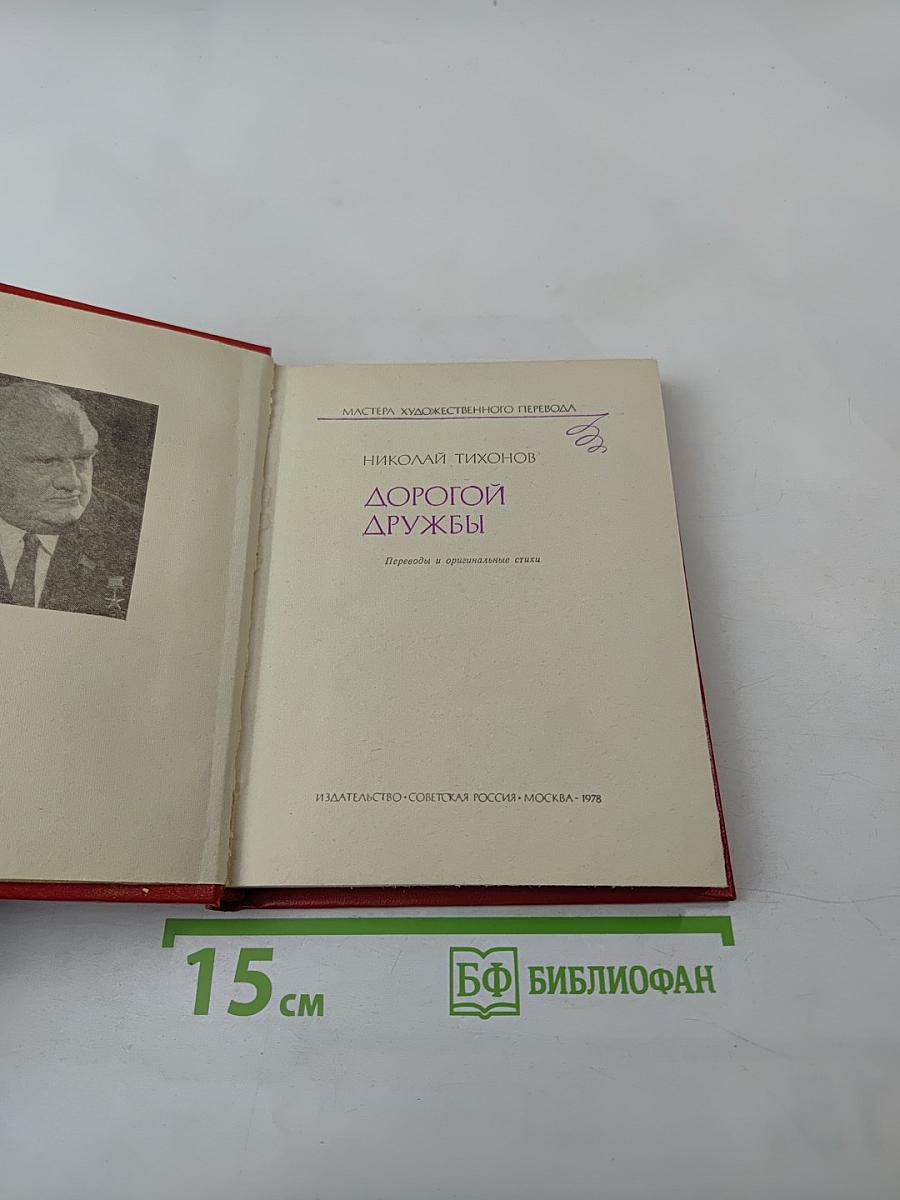 МАСТЕРА ХУДОЖЕСТВЕННОГО ПЕРЕВОДА
НИКОЛАЙ ТИХОНОВ
ДОРОГОЙ
ДРУЖБЫ
Переводы и оригинальные стихи
ИЗДАТЕЛЬСТВО • СОВЕТСКАЯ РОССИЯ • МОСКВА - 1978
15 см
БФ БИБЛИОФАН